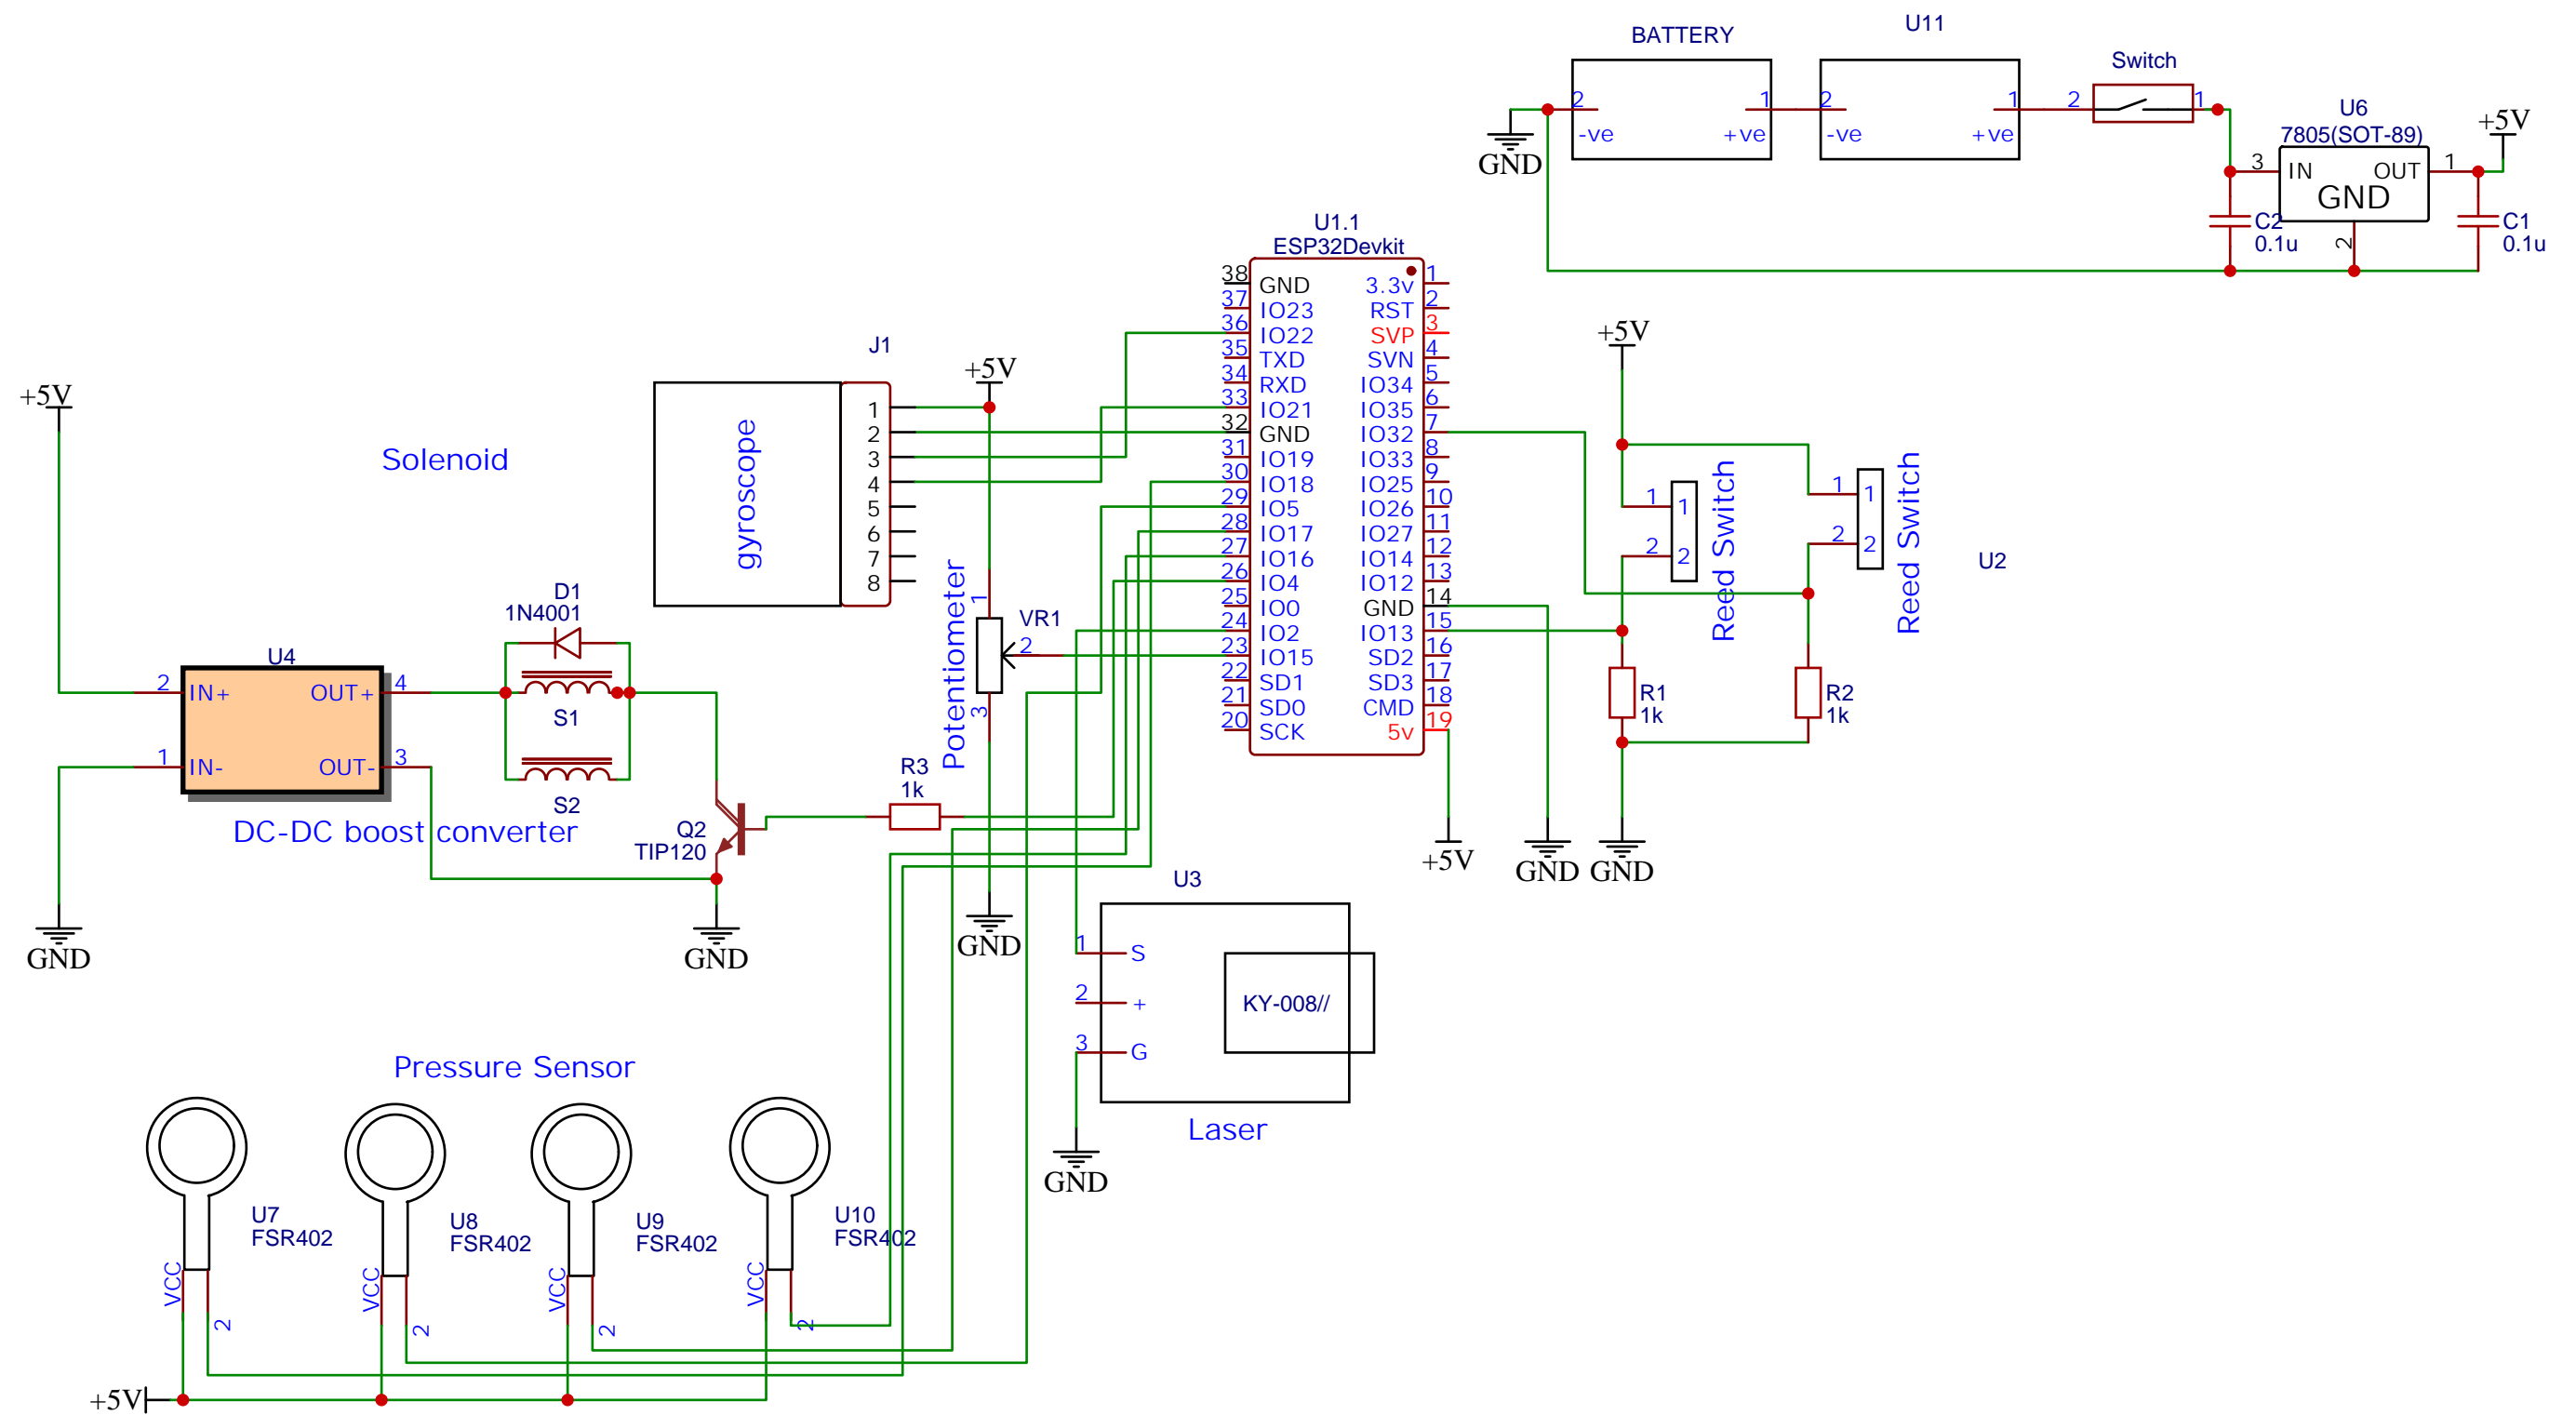 BATTERY
2
-ve
1
+ve
U11
2
-ve
1
+ve
Switch
2
1
U6
7805(SOT-89)
3
IN
OUT
1
GND
2
+5V
C2
0.1u
C1
0.1u
GND
U1.1
ESP32Devkit
38 GND
37 IO23
36 IO22
35 TXD
34 RXD
33 IO21
32 GND
31 IO19
30 IO18
29 IO5
28 IO17
27 IO16
26 IO4
25 IO0
24 IO2
23 IO15
22 SD1
21 SD0
20 SCK
3.3v 1
RST 2
SVP 3
SVN 4
IO34 5
IO35 6
IO32 7
IO33 8
IO25 9
IO26 10
IO27 11
IO14 12
IO12 13
GND 14
IO13 15
SD2 16
SD3 17
CMD 18
5v 19
+5V
GND
+5V
1
1
2
2
Reed Switch
1
1
2
2
Reed Switch
U2
R1
1k
R2
1k
GND
J1
gyroscope
1
2
3
4
5
6
7
8
+5V
Potentiometer
1
VR1
2
3
GND
Solenoid
+5V
U4
2 IN+
1 IN-
OUT+ 4
OUT- 3
DC-DC boost converter
GND
D1
1N4001
S1
S2
R3
1k
Q2
TIP120
GND
U3
1 S
2 +
3 G
KY-008//
Laser
GND
Pressure Sensor
U7
FSR402
VCC
2
U8
FSR402
VCC
2
U9
FSR402
VCC
2
U10
FSR402
VCC
2
+5V